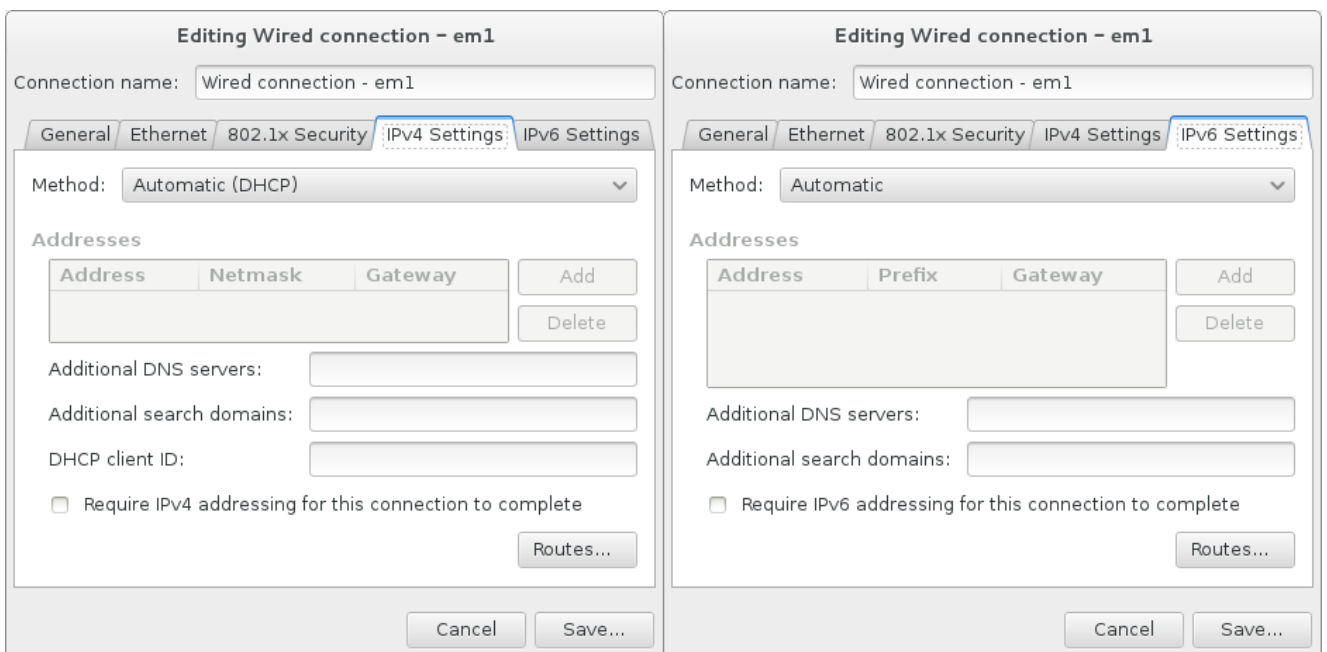 Editing Wired connection – em1
Connection name: Wired connection - em1
General Ethernet 802.1x Security IPv4 Settings IPv6 Settings
Method: Automatic (DHCP)
Addresses
Address Netmask Gateway Add
Delete
Additional DNS servers:
Additional search domains:
DHCP client ID:
Require IPv4 addressing for this connection to complete
Routes...
Cancel Save...
Editing Wired connection – em1
Connection name: Wired connection - em1
General Ethernet 802.1x Security IPv4 Settings IPv6 Settings
Method: Automatic
Addresses
Address Prefix Gateway Add
Delete
Additional DNS servers:
Additional search domains:
Require IPv6 addressing for this connection to complete
Routes...
Cancel Save...